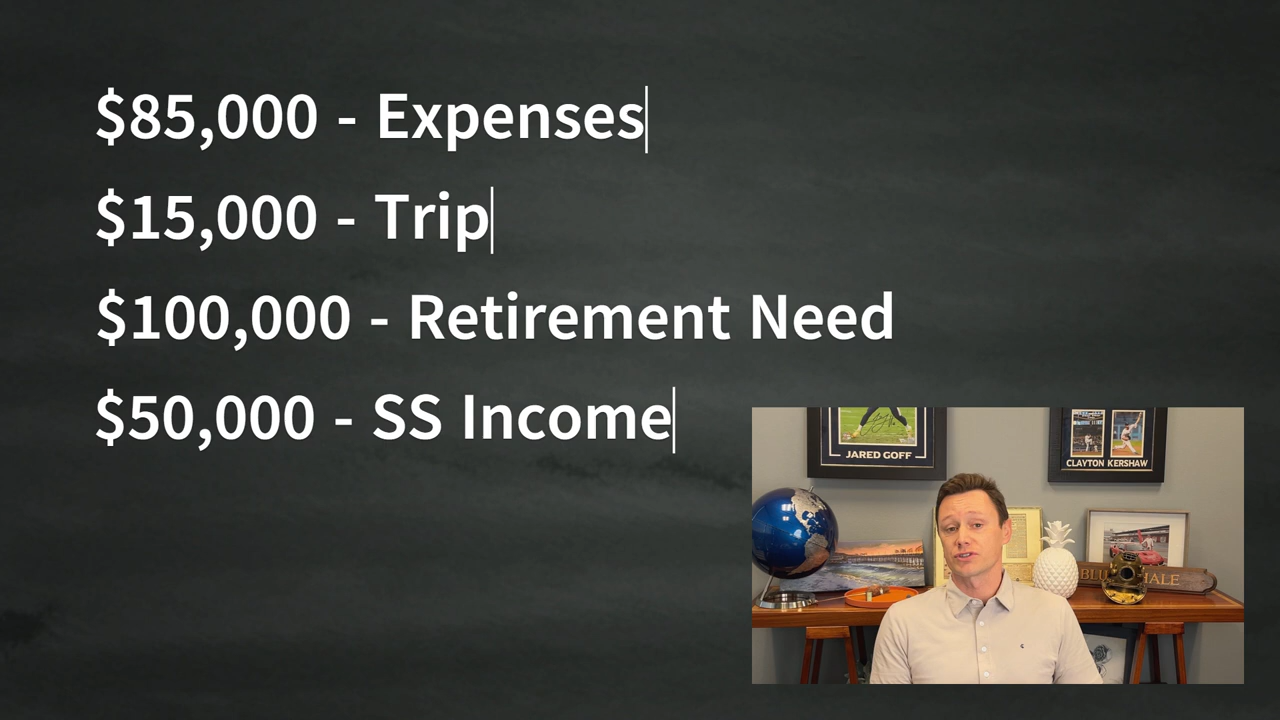 $85,000 - Expenses
$15,000 - Trip
$100,000 - Retirement Need
$50,000 - SS Income
JARED GOFF
CLAYTON KERSHAW